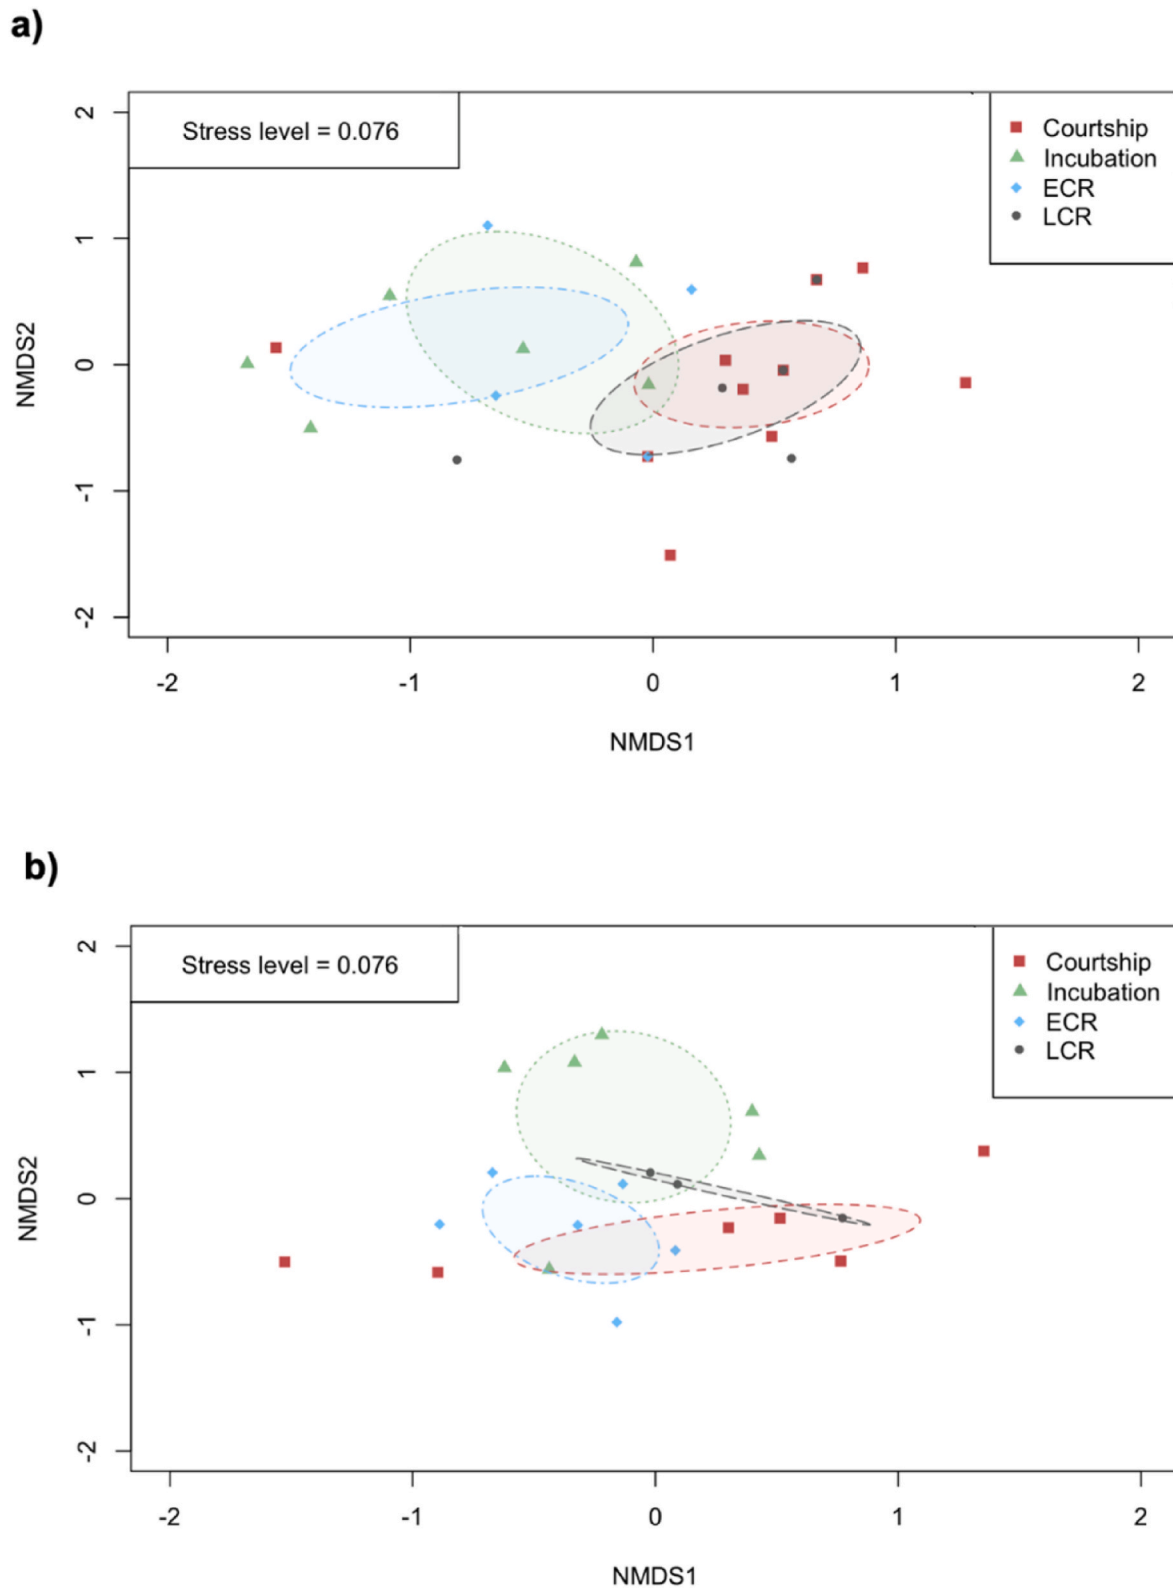 a)
Stress level = 0.076
Courtship
Incubation
ECR
LCR
NMDS2
2
1
0
-1
-2
-2
-1
0
1
2
NMDS1
b)
Stress level = 0.076
Courtship
Incubation
ECR
LCR
NMDS2
2
1
0
-1
-2
-2
-1
0
1
2
NMDS1